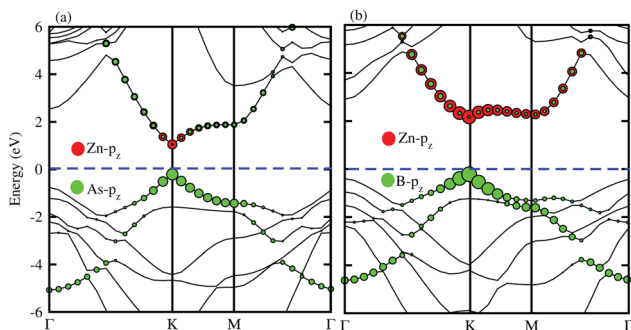 (a)
(b)
6
4
2
0
-2
-4
-6
Energy (eV)
Zn-pz
As-pz
Zn-pz
B-pz
Γ K M Γ
Γ K M Γ